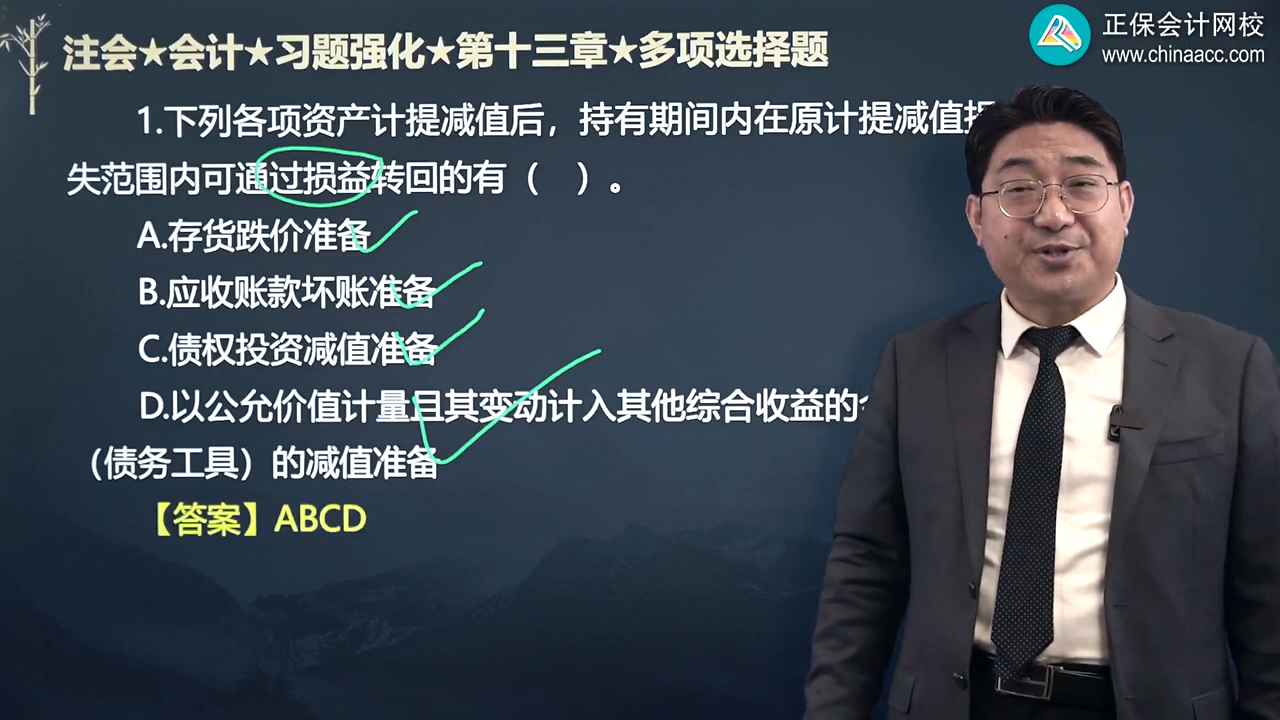 注会★会计★习题强化★第十三章★多项选择题
正保会计网校
www.chinaacc.com
1.下列各项资产计提减值后，持有期间内在原计提减值损
失范围内可通过损益转回的有（　）。
A.存货跌价准备
B.应收账款坏账准备
C.债权投资减值准备
D.以公允价值计量且其变动计入其他综合收益的
（债务工具）的减值准备
【答案】ABCD